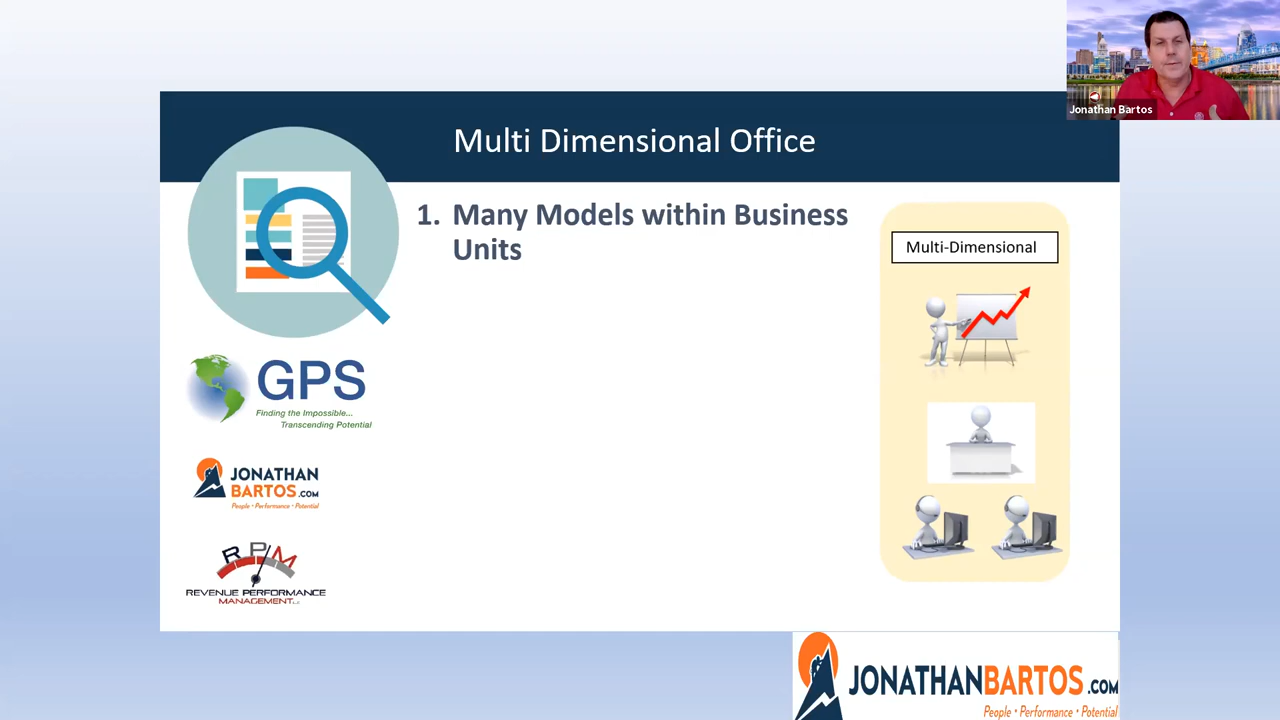 Jonathan Bartos
Multi Dimensional Office
1. Many Models within Business
Units
Multi-Dimensional
GPS
Finding the Impossible...
Transcending Potential
JONATHAN
BARTOS.COM
People • Performance • Potential
RPM
REVENUE PERFORMANCE
MANAGEMENT
JONATHANBARTOS.COM
People • Performance • Potential